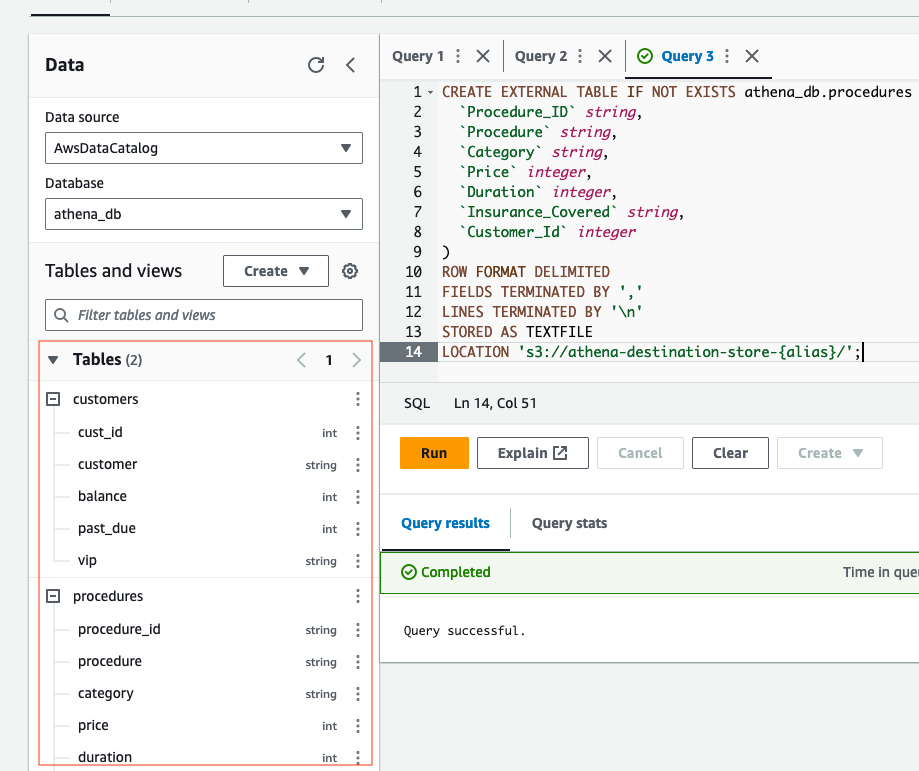 Data
Data source
AwsDataCatalog
Database
athena_db
Tables and views
Create
Filter tables and views
Tables (2)
1
customers
cust_id int
customer string
balance int
past_due int
vip string
procedures
procedure_id string
procedure string
category string
price int
duration int
Query 1 Query 2 Query 3
1 CREATE EXTERNAL TABLE IF NOT EXISTS athena_db.procedures
2 `Procedure_ID` string,
3 `Procedure` string,
4 `Category` string,
5 `Price` integer,
6 `Duration` integer,
7 `Insurance_Covered` string,
8 `Customer_Id` integer
9 )
10 ROW FORMAT DELIMITED
11 FIELDS TERMINATED BY ','
12 LINES TERMINATED BY '\n'
13 STORED AS TEXTFILE
14 LOCATION 's3://athena-destination-store-{alias}/';
SQL Ln 14, Col 51
Run Explain Cancel Clear Create
Query results Query stats
Completed Time in
Query successful.